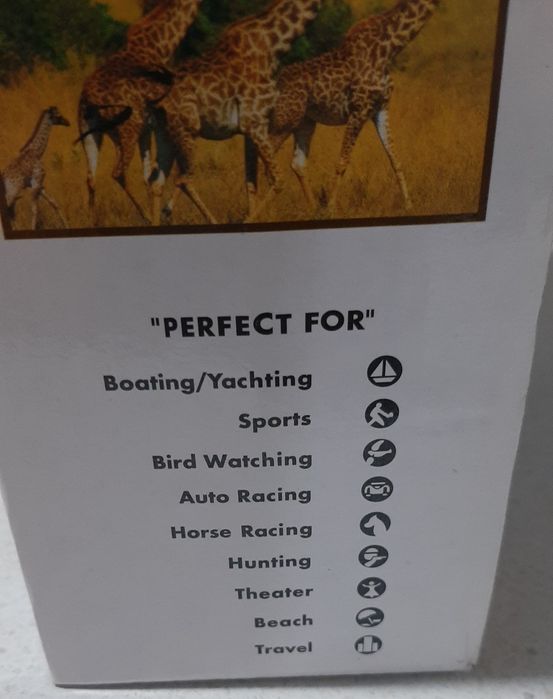 "PERFECT FOR"
Boating/Yachting
Sports
Bird Watching
Auto Racing
Horse Racing
Hunting
Theater
Beach
Travel